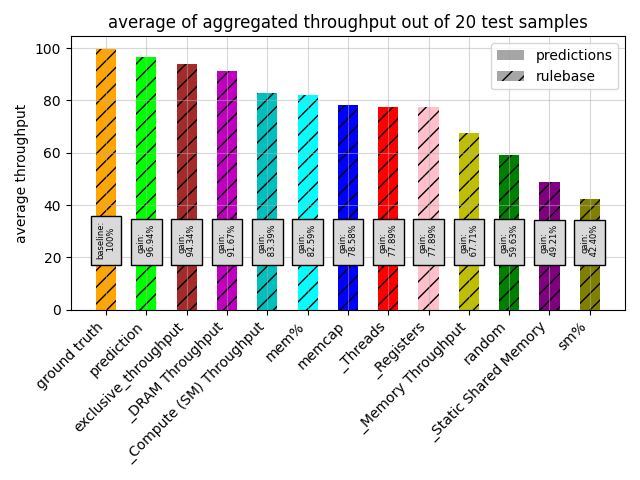 average of aggregated throughput out of 20 test samples
average throughput
100
80
60
40
20
0
predictions
rulebase
baseline:
100%
gain:
96.94%
gain:
94.34%
gain:
91.67%
gain:
83.39%
gain:
82.59%
gain:
78.58%
gain:
77.89%
gain:
77.89%
gain:
67.71%
gain:
59.63%
gain:
49.21%
gain:
42.40%
ground truth
prediction
exclusive_throughput
_DRAM Throughput
_Compute (SM) Throughput
mem%
memcap
_Threads
_Registers
_Memory Throughput
random
_Static Shared Memory
sm%